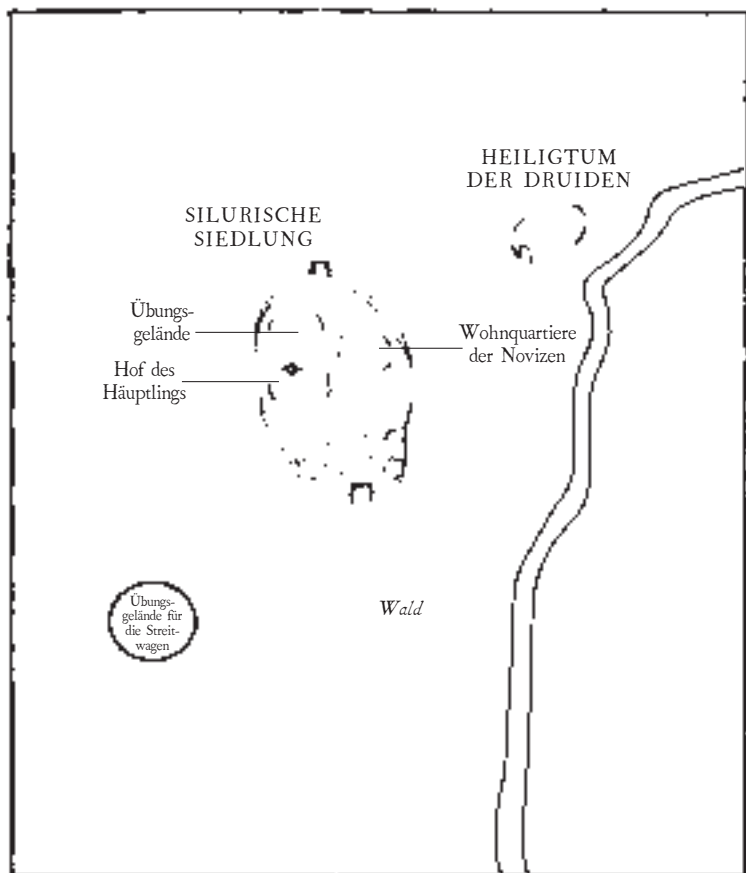 HEILIGTUM
DER DRUIDEN
SILURISCHE
SIEDLUNG
Übungs-
gelände
Wohnquartiere
der Novizen
Hof des
Häuptlings
Übungs-
gelände für
die Streit-
wagen
Wald